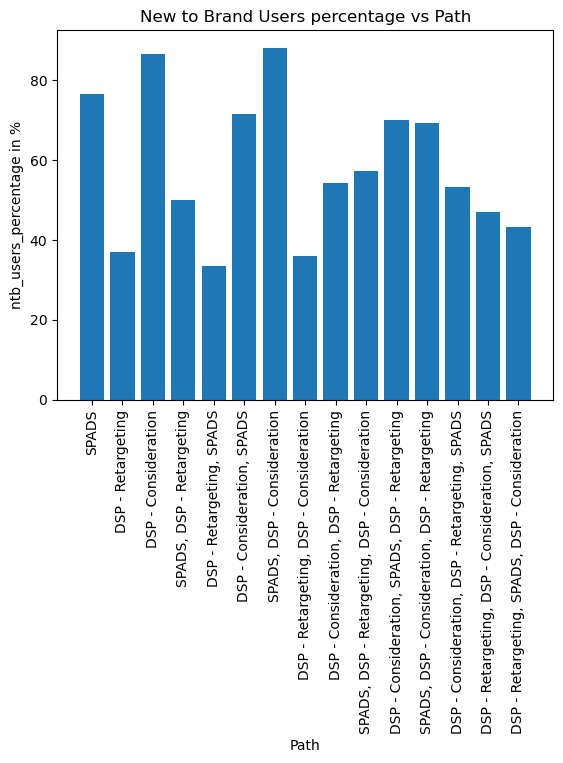 New to Brand Users percentage vs Path
ntb_users_percentage in %
80
60
40
20
0
SPADS
DSP - Retargeting
DSP - Consideration
SPADS, DSP - Retargeting
DSP - Retargeting, SPADS
DSP - Consideration, SPADS
SPADS, DSP - Consideration
DSP - Retargeting, DSP - Consideration
DSP - Consideration, DSP - Retargeting
SPADS, DSP - Retargeting, DSP - Consideration
DSP - Consideration, SPADS, DSP - Retargeting
SPADS, DSP - Consideration, DSP - Retargeting
DSP - Consideration, DSP - Retargeting, SPADS
DSP - Retargeting, DSP - Consideration, SPADS
DSP - Retargeting, SPADS, DSP - Consideration
Path